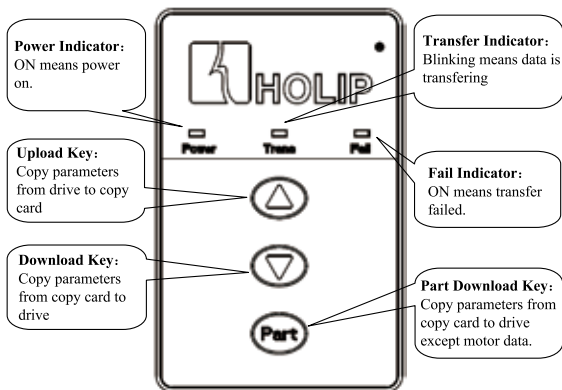 Power Indicator:
ON means power
on.
Transfer Indicator:
Blinking means data is
transfering
HOLIP
Power
Trans
Fail
Upload Key:
Copy parameters
from drive to copy
card
Fail Indicator:
ON means transfer
failed.
Download Key:
Copy parameters
from copy card to
drive
Part Download Key:
Copy parameters from
copy card to drive
except motor data.
Part